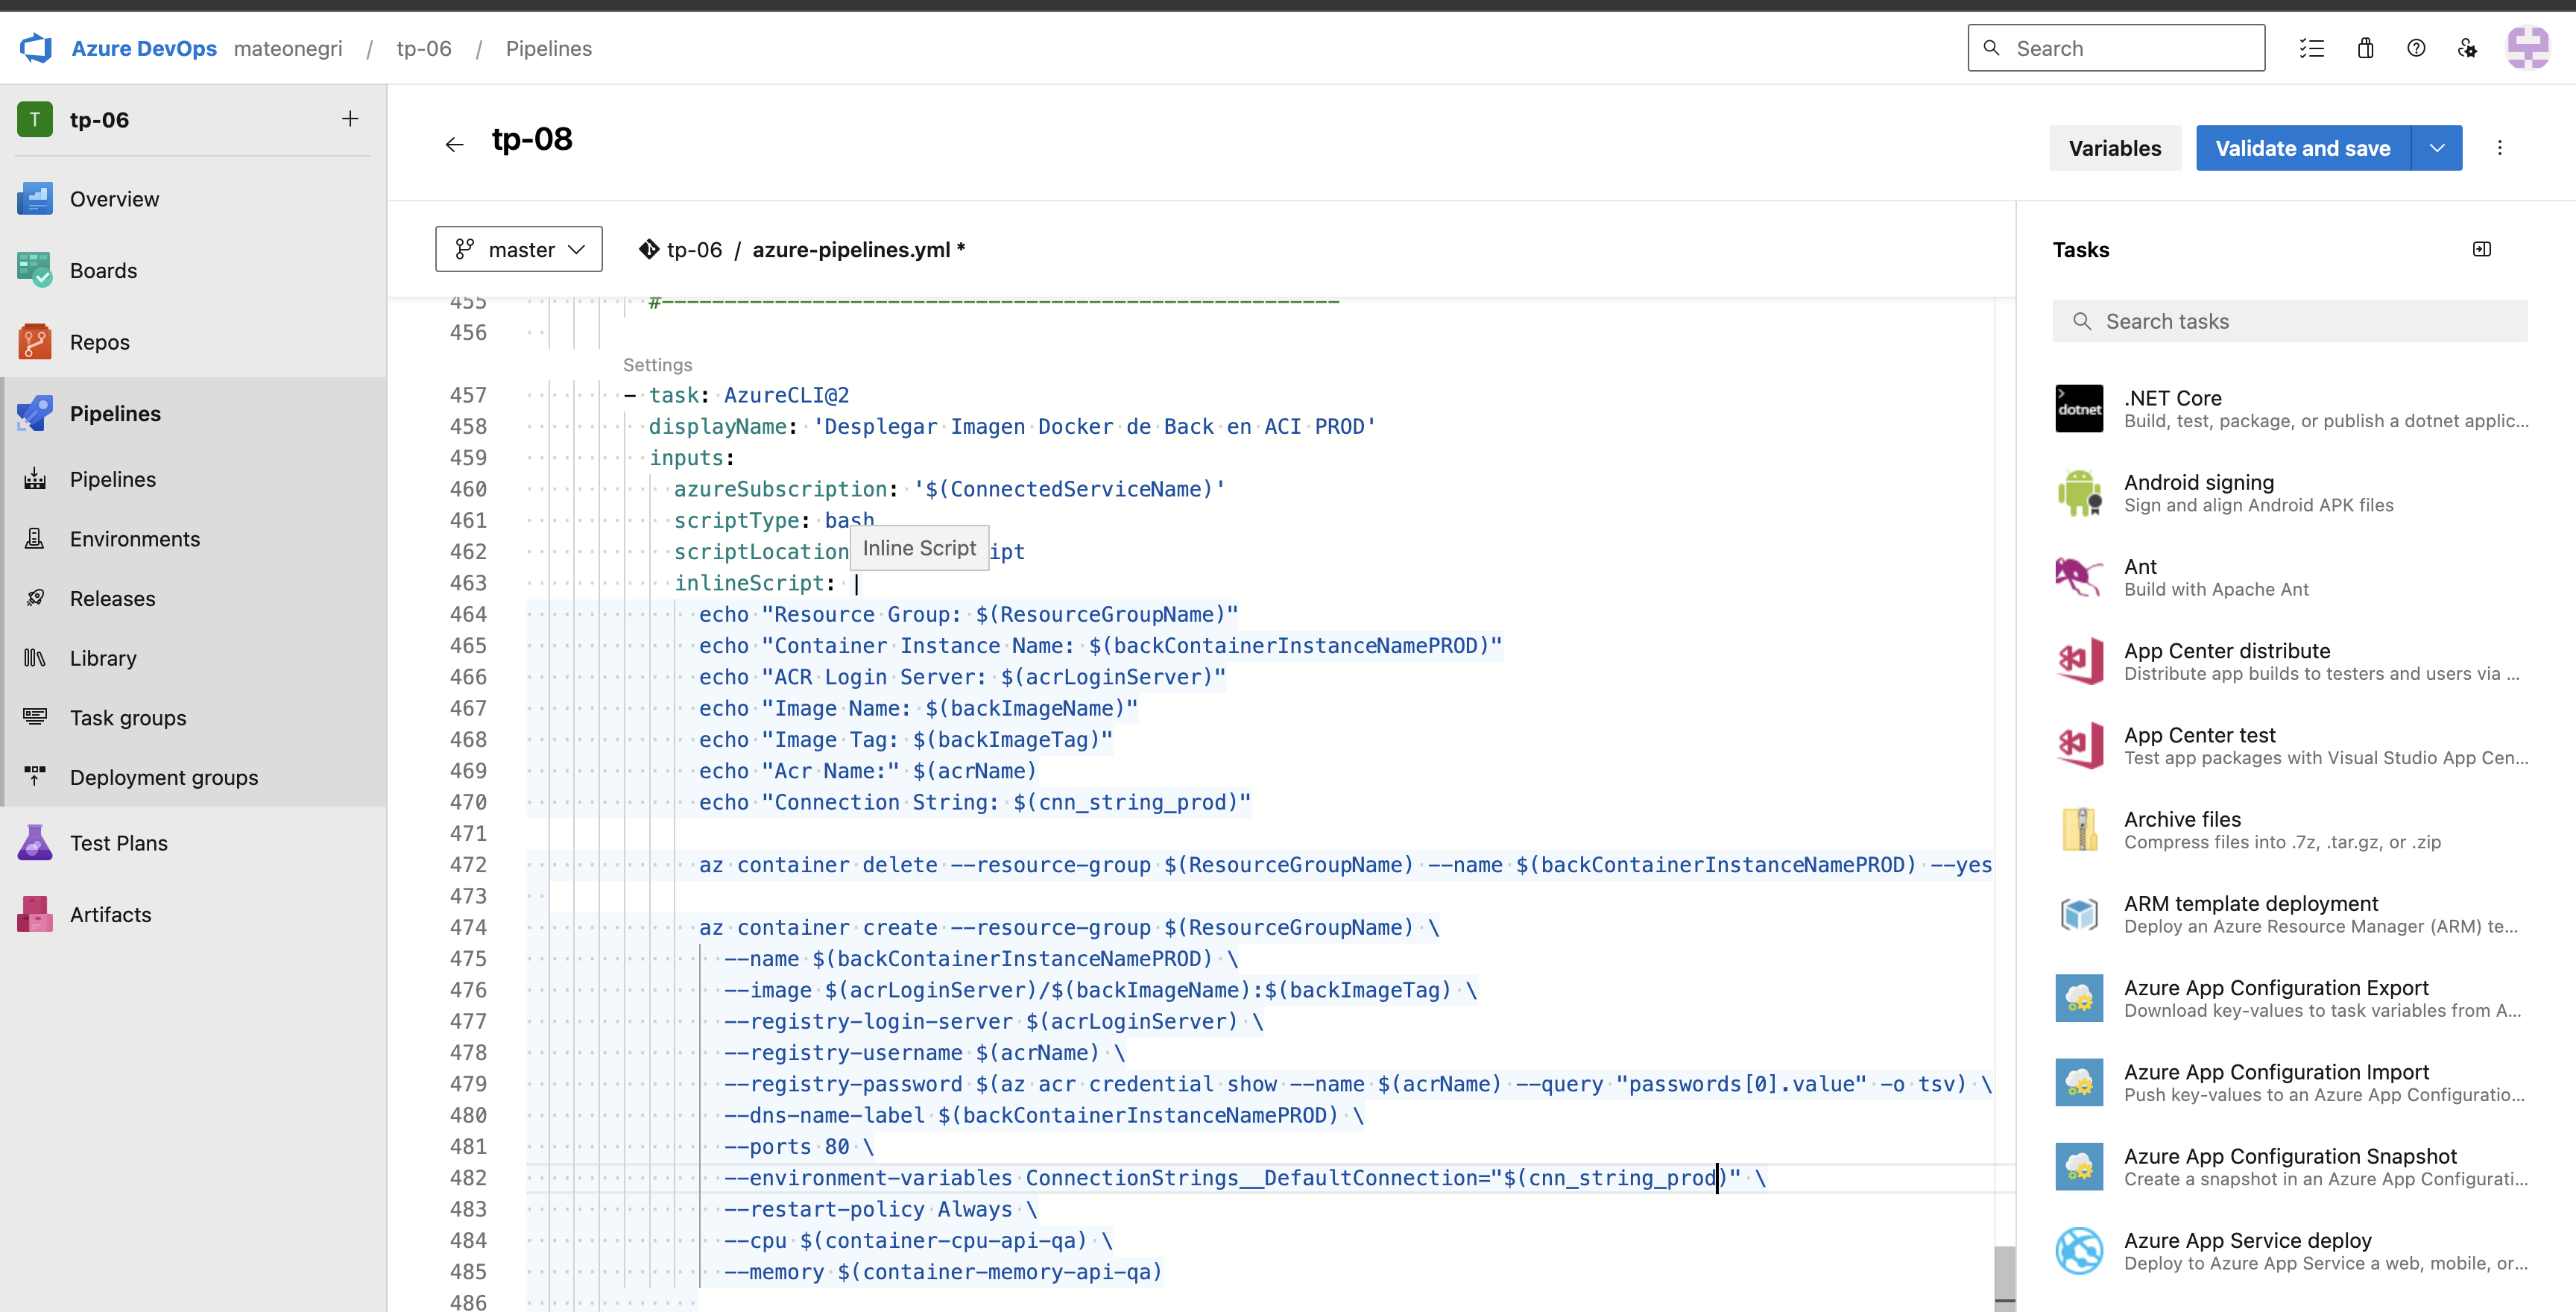 Azure DevOps mateonegri / tp-06 / Pipelines
Search
T tp-06
Overview
Boards
Repos
Pipelines
Pipelines
Environments
Releases
Library
Task groups
Deployment groups
Test Plans
Artifacts
tp-08
Variables
Validate and save
master
tp-06 / azure-pipelines.yml *
455 #------------------------------------------------------
456
Settings
457 - task: AzureCLI@2
458 displayName: 'Desplegar Imagen Docker de Back en ACI PROD'
459 inputs:
460 azureSubscription: '$(ConnectedServiceName)'
461 scriptType: bash
Inline Script
462 scriptLocation ipt
463 inlineScript: |
464 echo "Resource Group: $(ResourceGroupName)"
465 echo "Container Instance Name: $(backContainerInstanceNamePROD)"
466 echo "ACR Login Server: $(acrLoginServer)"
467 echo "Image Name: $(backImageName)"
468 echo "Image Tag: $(backImageTag)"
469 echo "Acr Name:" $(acrName)
470 echo "Connection String: $(cnn_string_prod)"
471
472 az container delete --resource-group $(ResourceGroupName) --name $(backContainerInstanceNamePROD) --yes
473
474 az container create --resource-group $(ResourceGroupName) \
475 --name $(backContainerInstanceNamePROD) \
476 --image $(acrLoginServer)/$(backImageName):$(backImageTag) \
477 --registry-login-server $(acrLoginServer) \
478 --registry-username $(acrName) \
479 --registry-password $(az acr credential show --name $(acrName) --query "passwords[0].value" -o tsv) \
480 --dns-name-label $(backContainerInstanceNamePROD) \
481 --ports 80 \
482 --environment-variables ConnectionStrings__DefaultConnection="$(cnn_string_prod)" \
483 --restart-policy Always \
484 --cpu $(container-cpu-api-qa) \
485 --memory $(container-memory-api-qa)
486
Tasks
Search tasks
dotnet
.NET Core
Build, test, package, or publish a dotnet applic...
Android signing
Sign and align Android APK files
Ant
Build with Apache Ant
App Center distribute
Distribute app builds to testers and users via ...
App Center test
Test app packages with Visual Studio App Cen...
Archive files
Compress files into .7z, .tar.gz, or .zip
ARM template deployment
Deploy an Azure Resource Manager (ARM) te...
Azure App Configuration Export
Download key-values to task variables from A...
Azure App Configuration Import
Push key-values to an Azure App Configuratio...
Azure App Configuration Snapshot
Create a snapshot in an Azure App Configurati...
Azure App Service deploy
Deploy to Azure App Service a web, mobile, or...